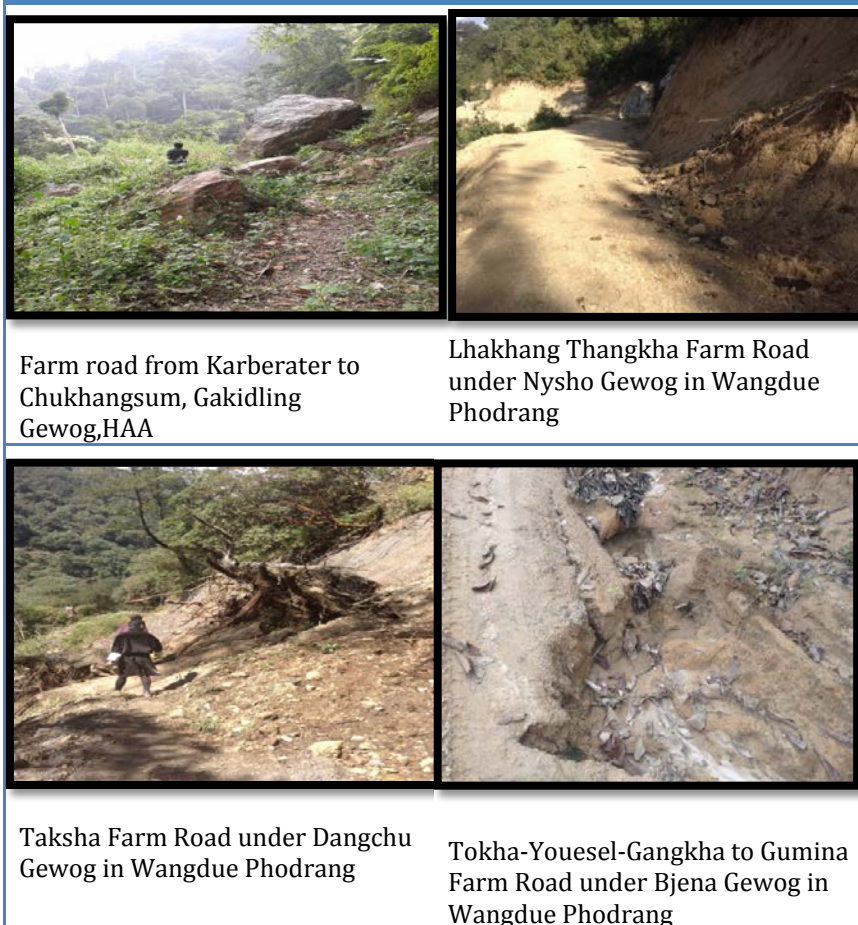 Farm road from Karberater to
Chukhangsum, Gakidling
Gewog,HAA
Lhakhang Thangkha Farm Road
under Nysho Gewog in Wangdue
Phodrang
Taksha Farm Road under Dangchu
Gewog in Wangdue Phodrang
Tokha-Youesel-Gangkha to Gumina
Farm Road under Bjena Gewog in
Wangdue Phodrang